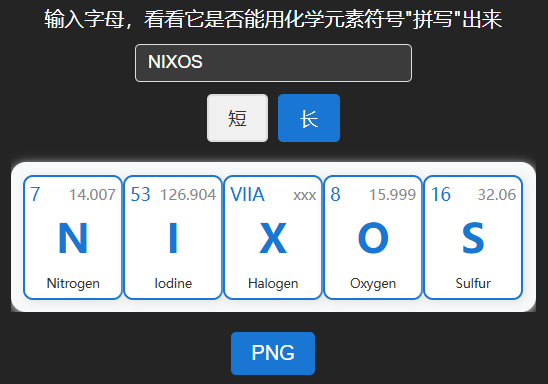 输入字母，看看它是否能用化学元素符号"拼写"出来
NIXOS
短 长
7 14.007 53 126.904 VIIA xxx 8 15.999 16 32.06
N I X O S
Nitrogen Iodine Halogen Oxygen Sulfur
PNG